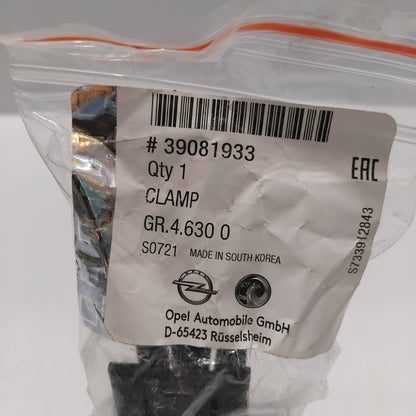 # 39081933
Qty 1
CLAMP
GR.4.630 0
S0721 MADE IN SOUTH KOREA
Opel Automobile GmbH
D-65423 Rüsselsheim
EAC
S733912843